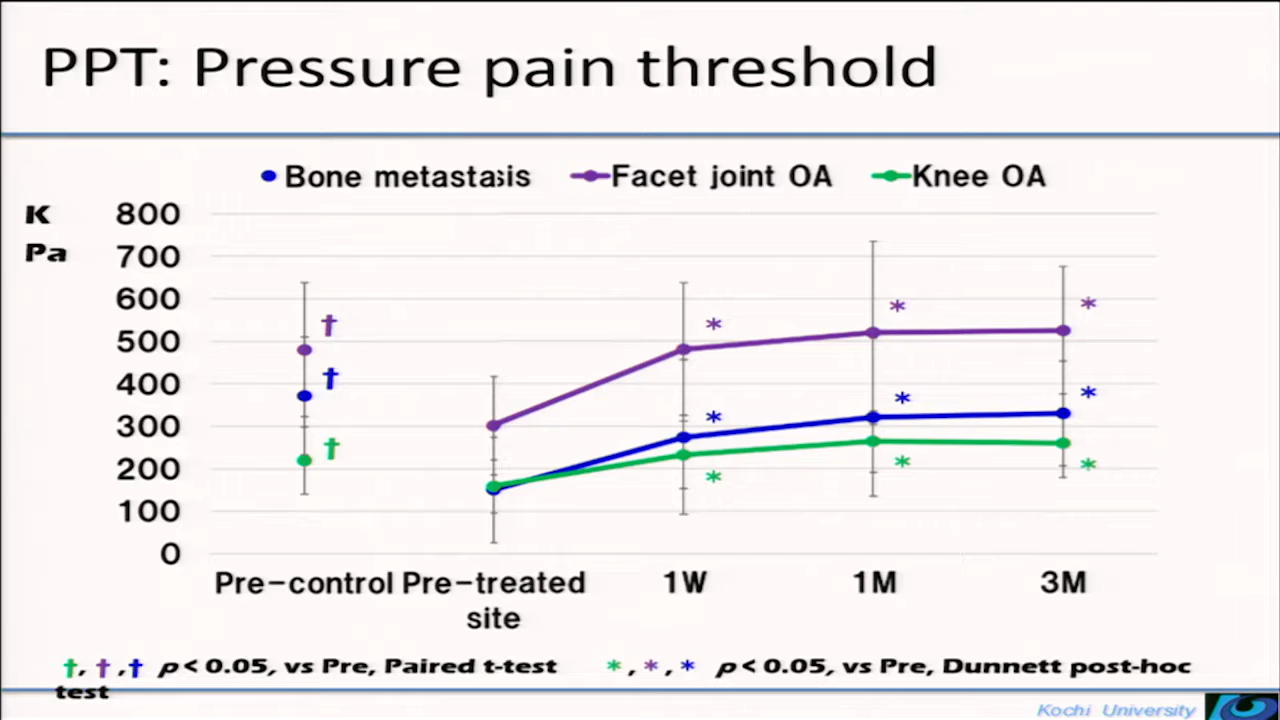 PPT: Pressure pain threshold
Bone metastasis Facet joint OA Knee OA
K
Pa
800
700
600
500
400
300
200
100
0
† 
†
†
* * *
* * *
* * *
Pre-control Pre-treated site 1W 1M 3M
†, † ,† p < 0.05, vs Pre, Paired t-test * , * , * p < 0.05, vs Pre, Dunnett post-hoc
test
Kochi University